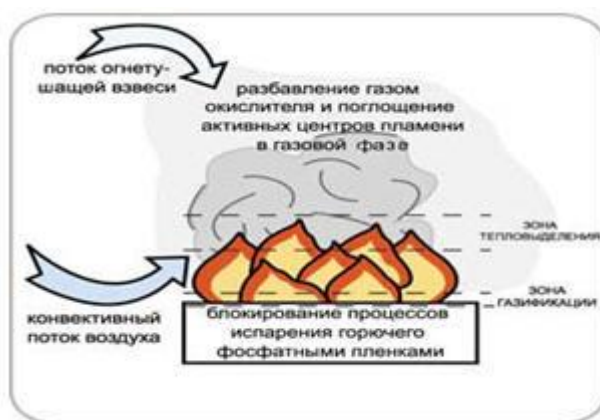 поток огнету-
шащей взвеси
разбавление газом
окислителя и поглощение
активных центров пламени
в газовой фазе
ЗОНА
ТЕПЛОВЫДЕЛЕНИЯ
ЗОНА
ГАЗИФИКАЦИИ
конвективный
поток воздуха
блокирование процессов
испарения горючего
фосфатными пленками